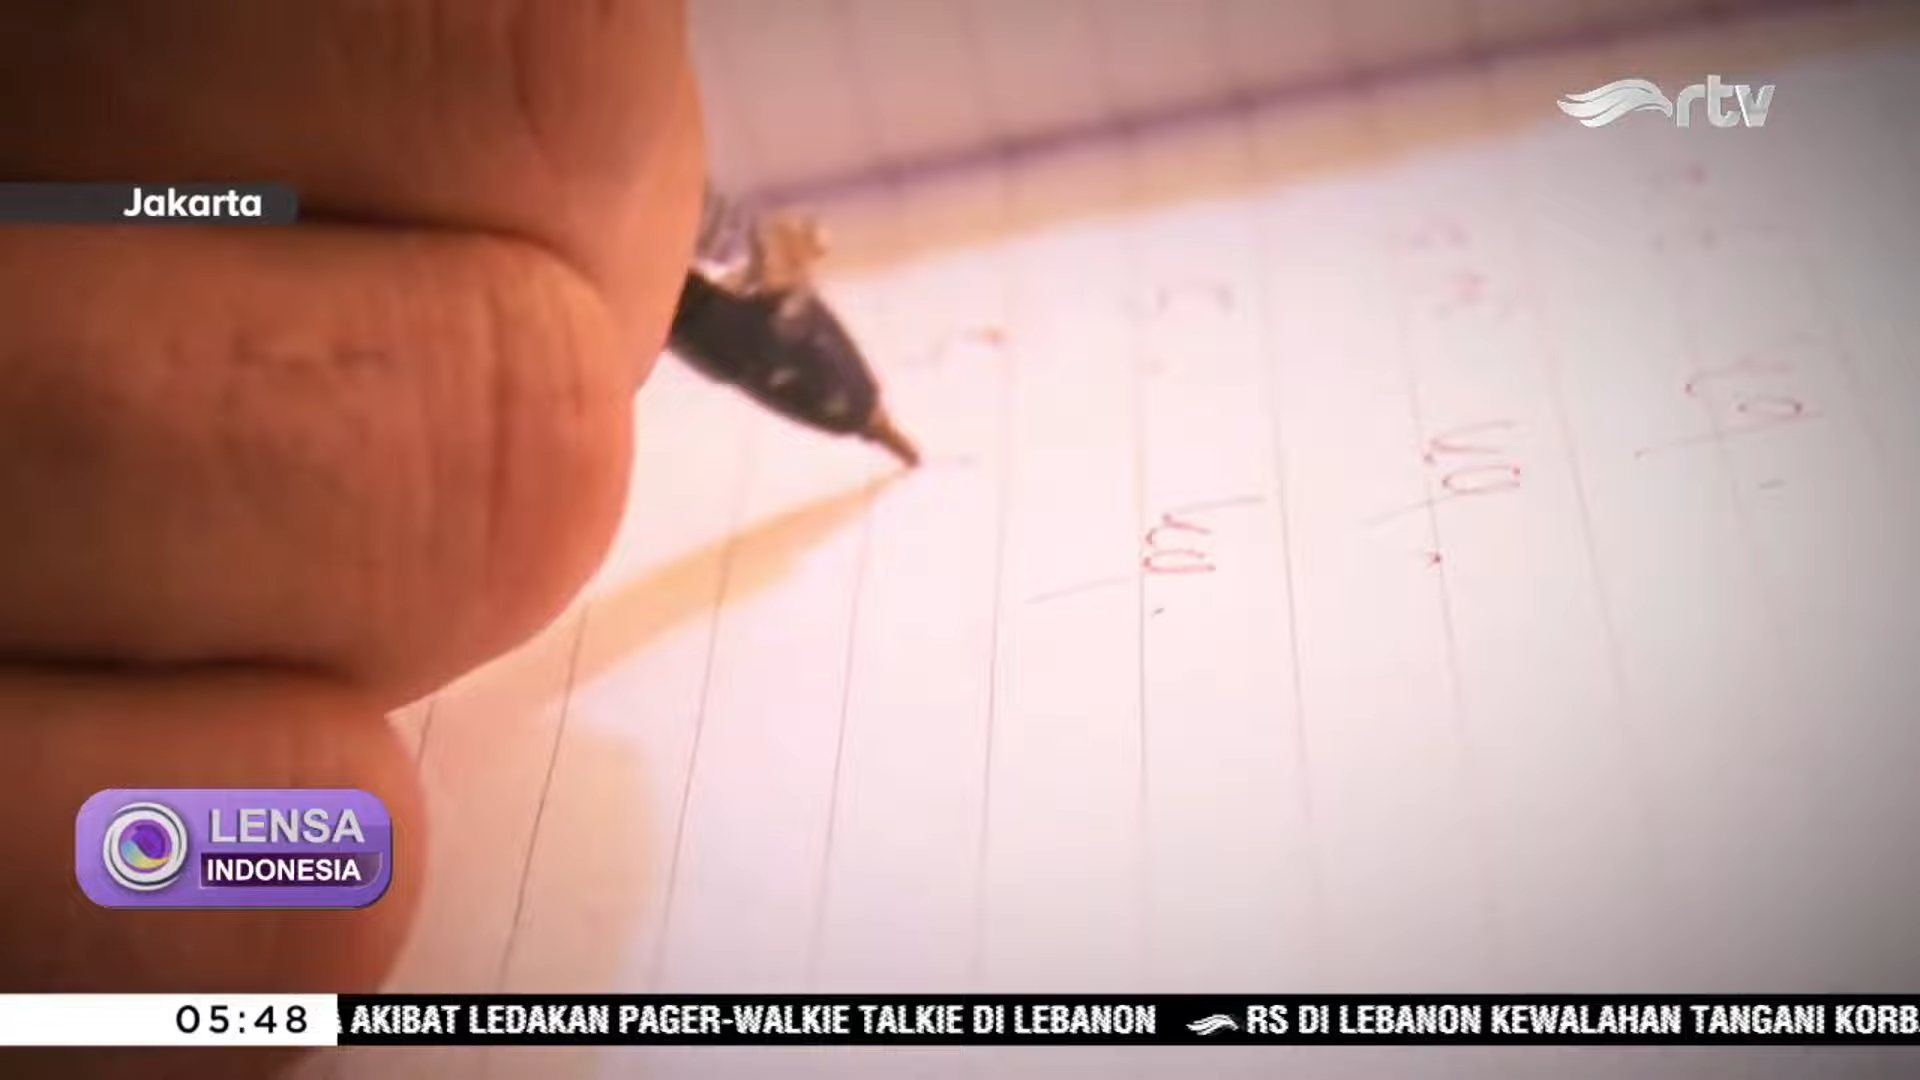 rtv
Jakarta
LENSA
INDONESIA
05:48
AKIBAT LEDAKAN PAGER-WALKIE TALKIE DI LEBANON RS DI LEBANON KEWALAHAN TANGANI KORB